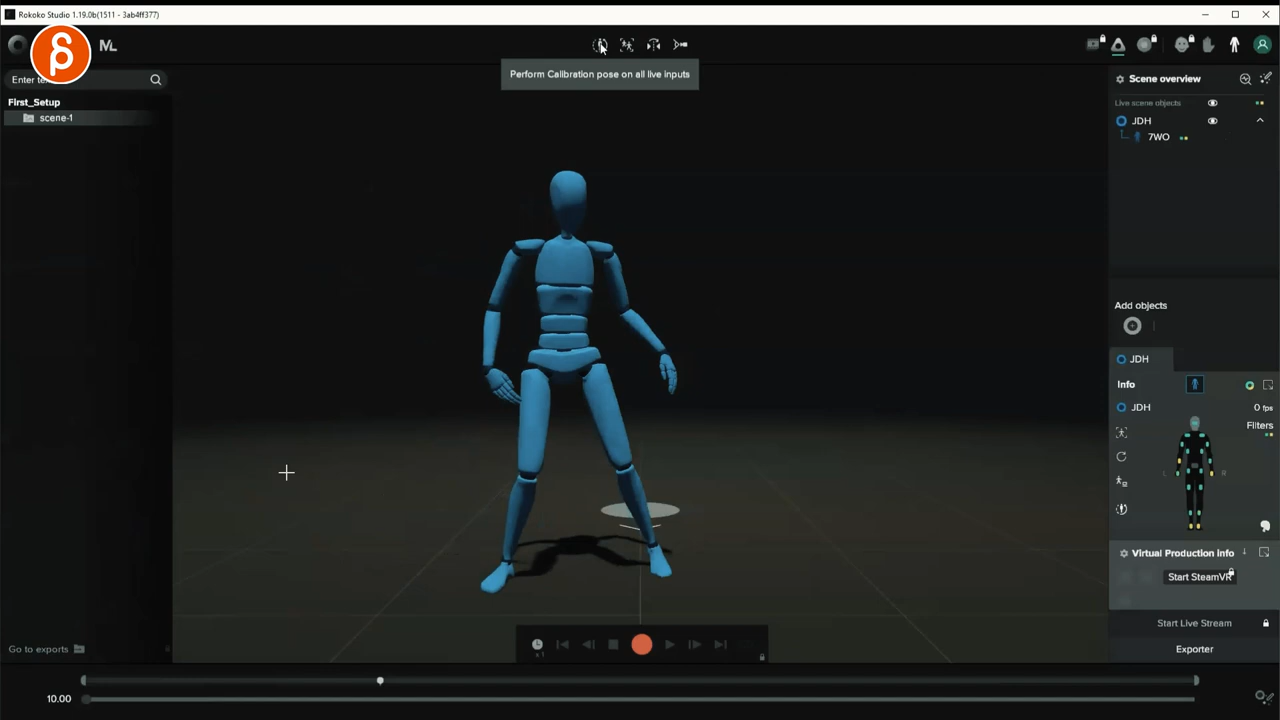 Rokoko Studio 1.19.0b(1511 - 3ab4ff377)
ML
Perform Calibration pose on all live inputs
First_Setup
scene-1
Scene overview
Live scene objects
JDH
7WO
Add objects
JDH
Info
JDH
0 fps
Filters
L
R
Virtual Production Info
Start SteamVR
Start Live Stream
Exporter
Go to exports
x1
10.00